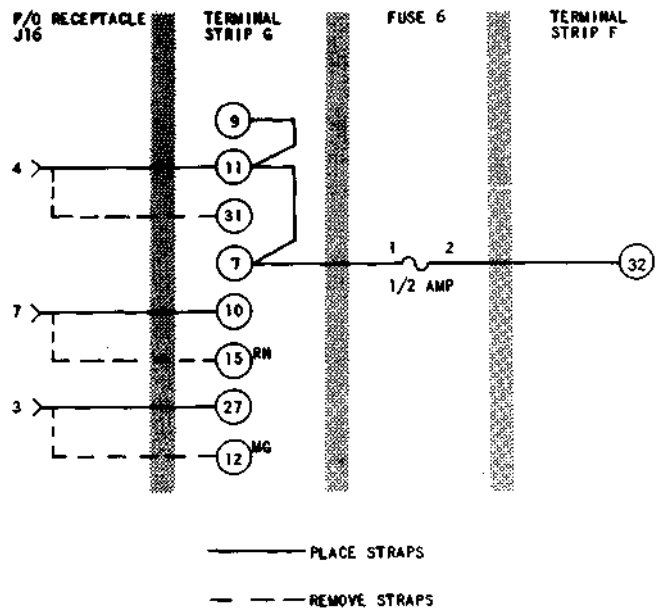 P/O RECEPTACLE TERMINAL FUSE 6 TERMINAL
J16 STRIP G STRIP F
9
4 11
31
7 1 2 32
1/2 AMP
7 10
15 RN
3 27
12 MG
PLACE STRAPS
REMOVE STRAPS